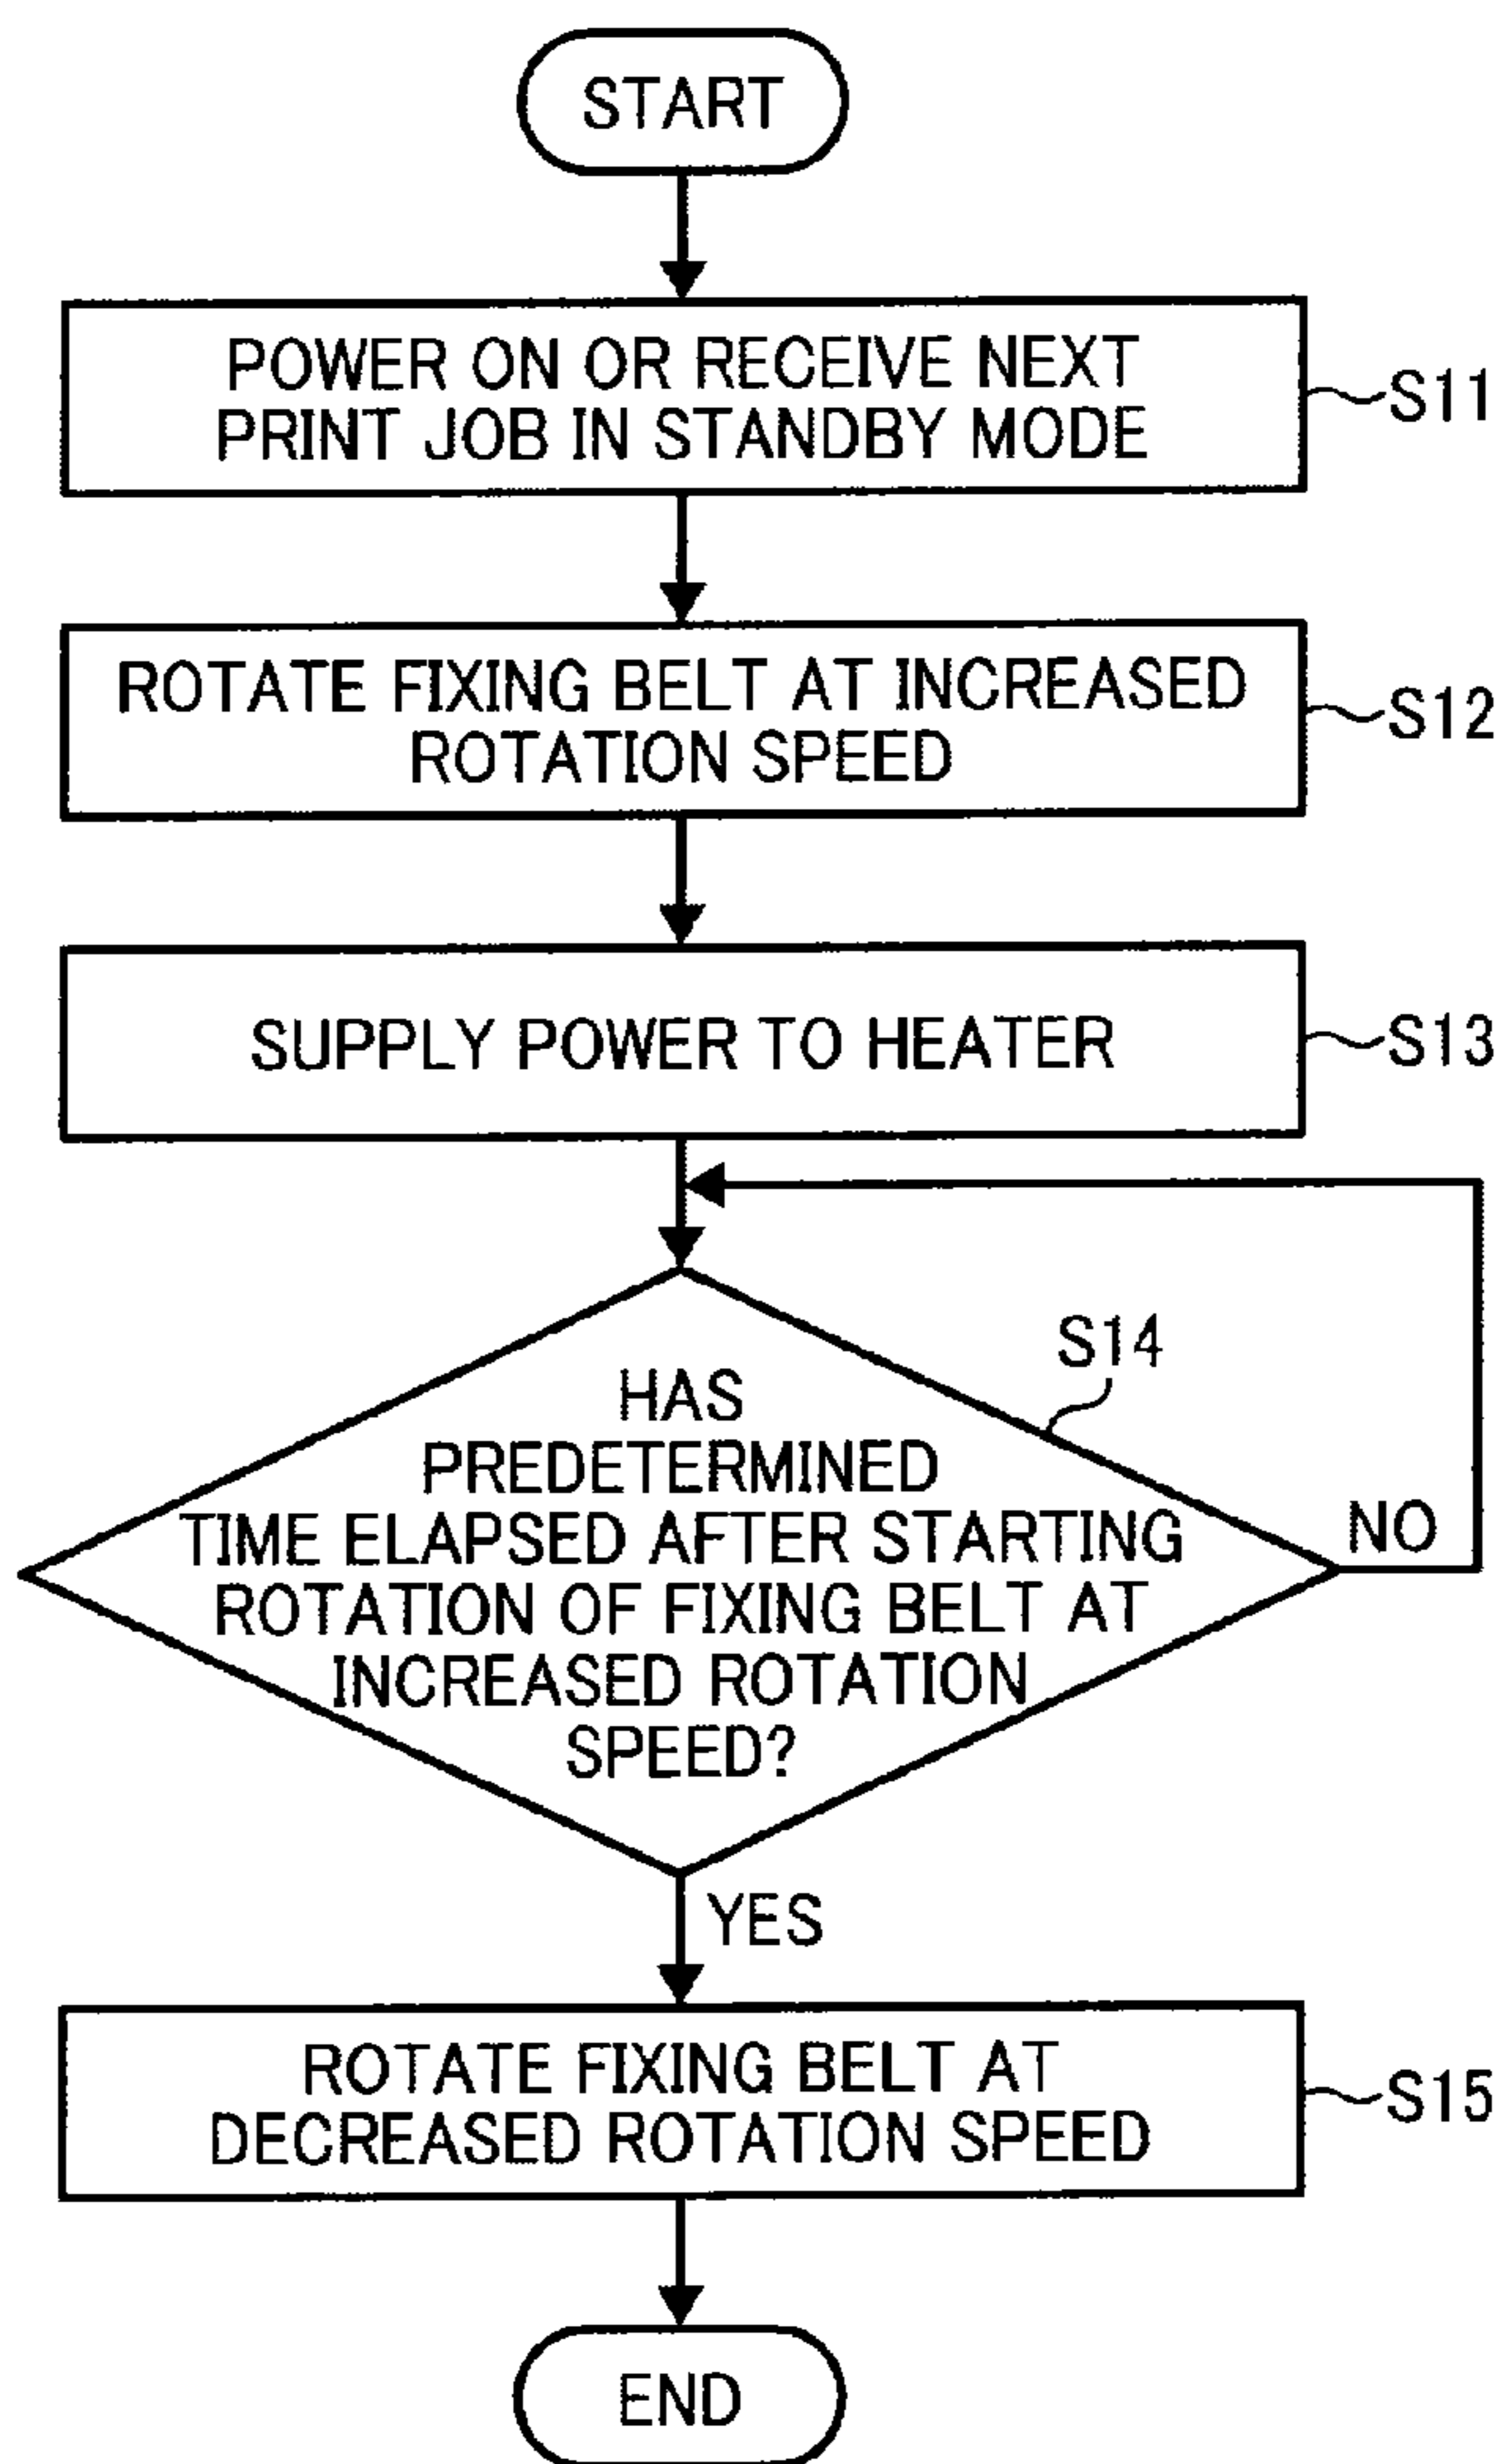 START
POWER ON OR RECEIVE NEXT
PRINT JOB IN STANDBY MODE
S11
ROTATE FIXING BELT AT INCREASED
ROTATION SPEED
S12
SUPPLY POWER TO HEATER
S13
S14
HAS
PREDETERMINED
TIME ELAPSED AFTER STARTING
ROTATION OF FIXING BELT AT
INCREASED ROTATION
SPEED?
NO
YES
ROTATE FIXING BELT AT
DECREASED ROTATION SPEED
S15
END